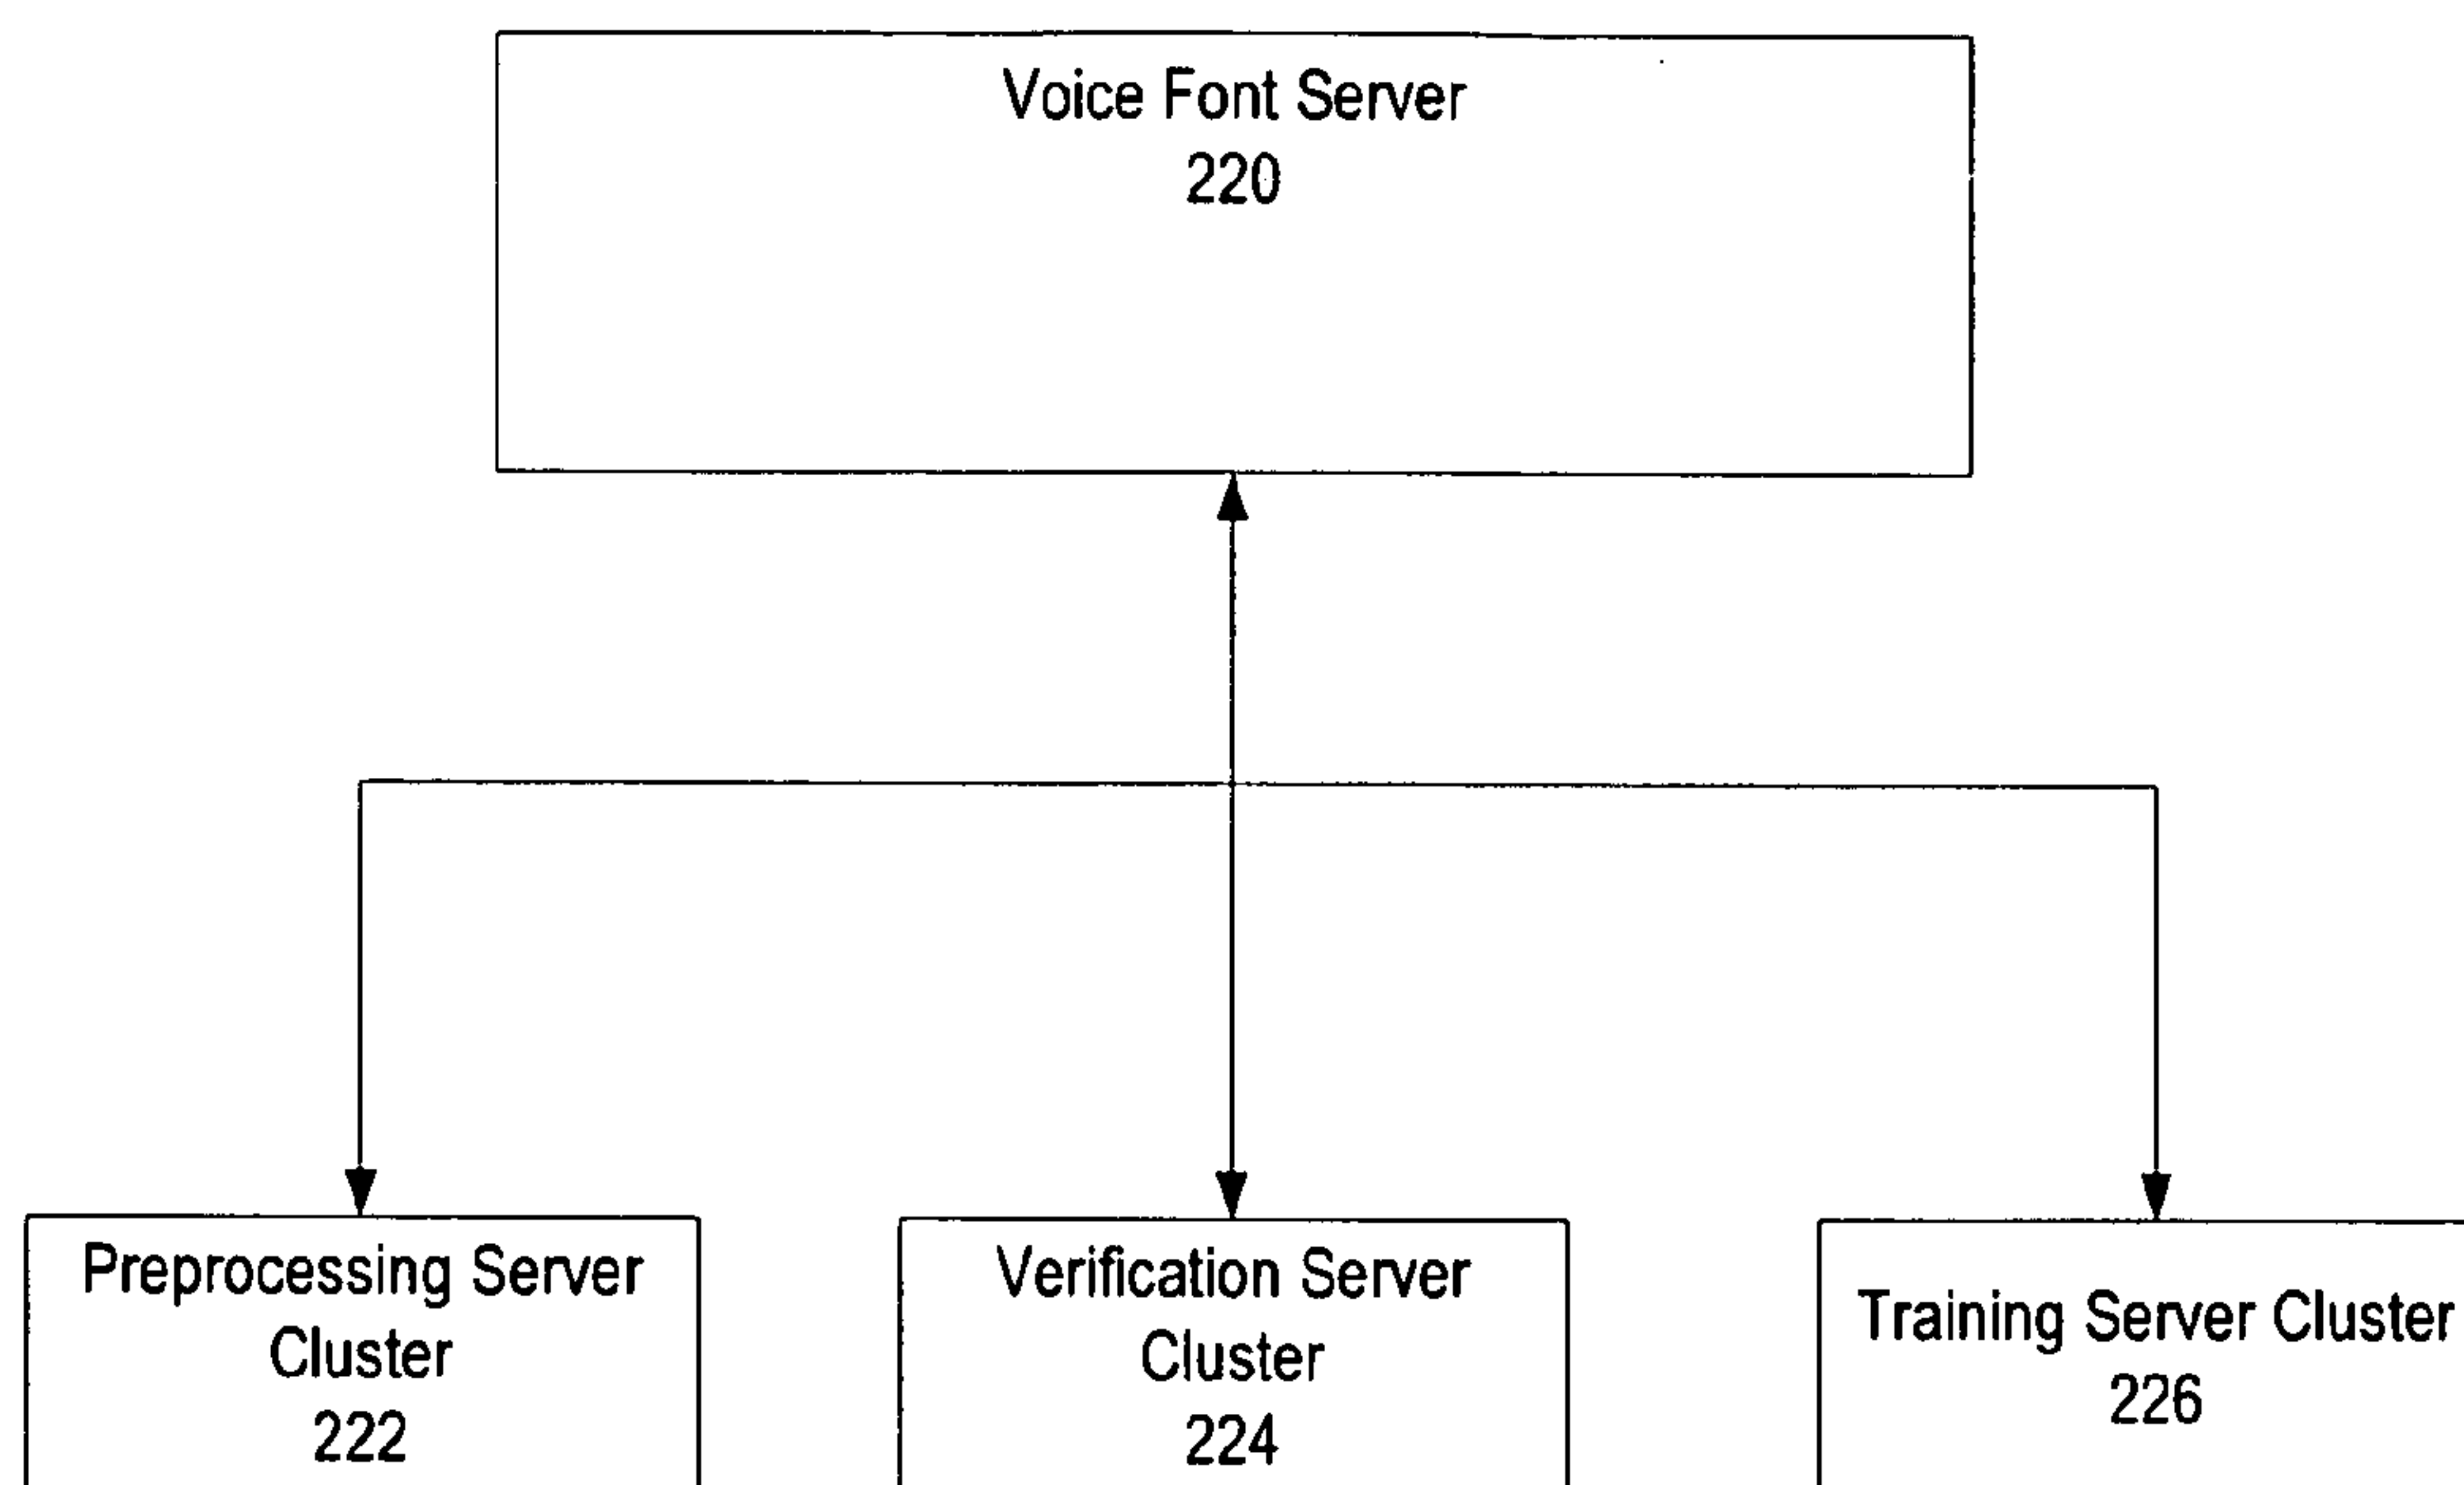 Voice Font Server
220
Preprocessing Server
Cluster
222
Verification Server
Cluster
224
Training Server Cluster
226